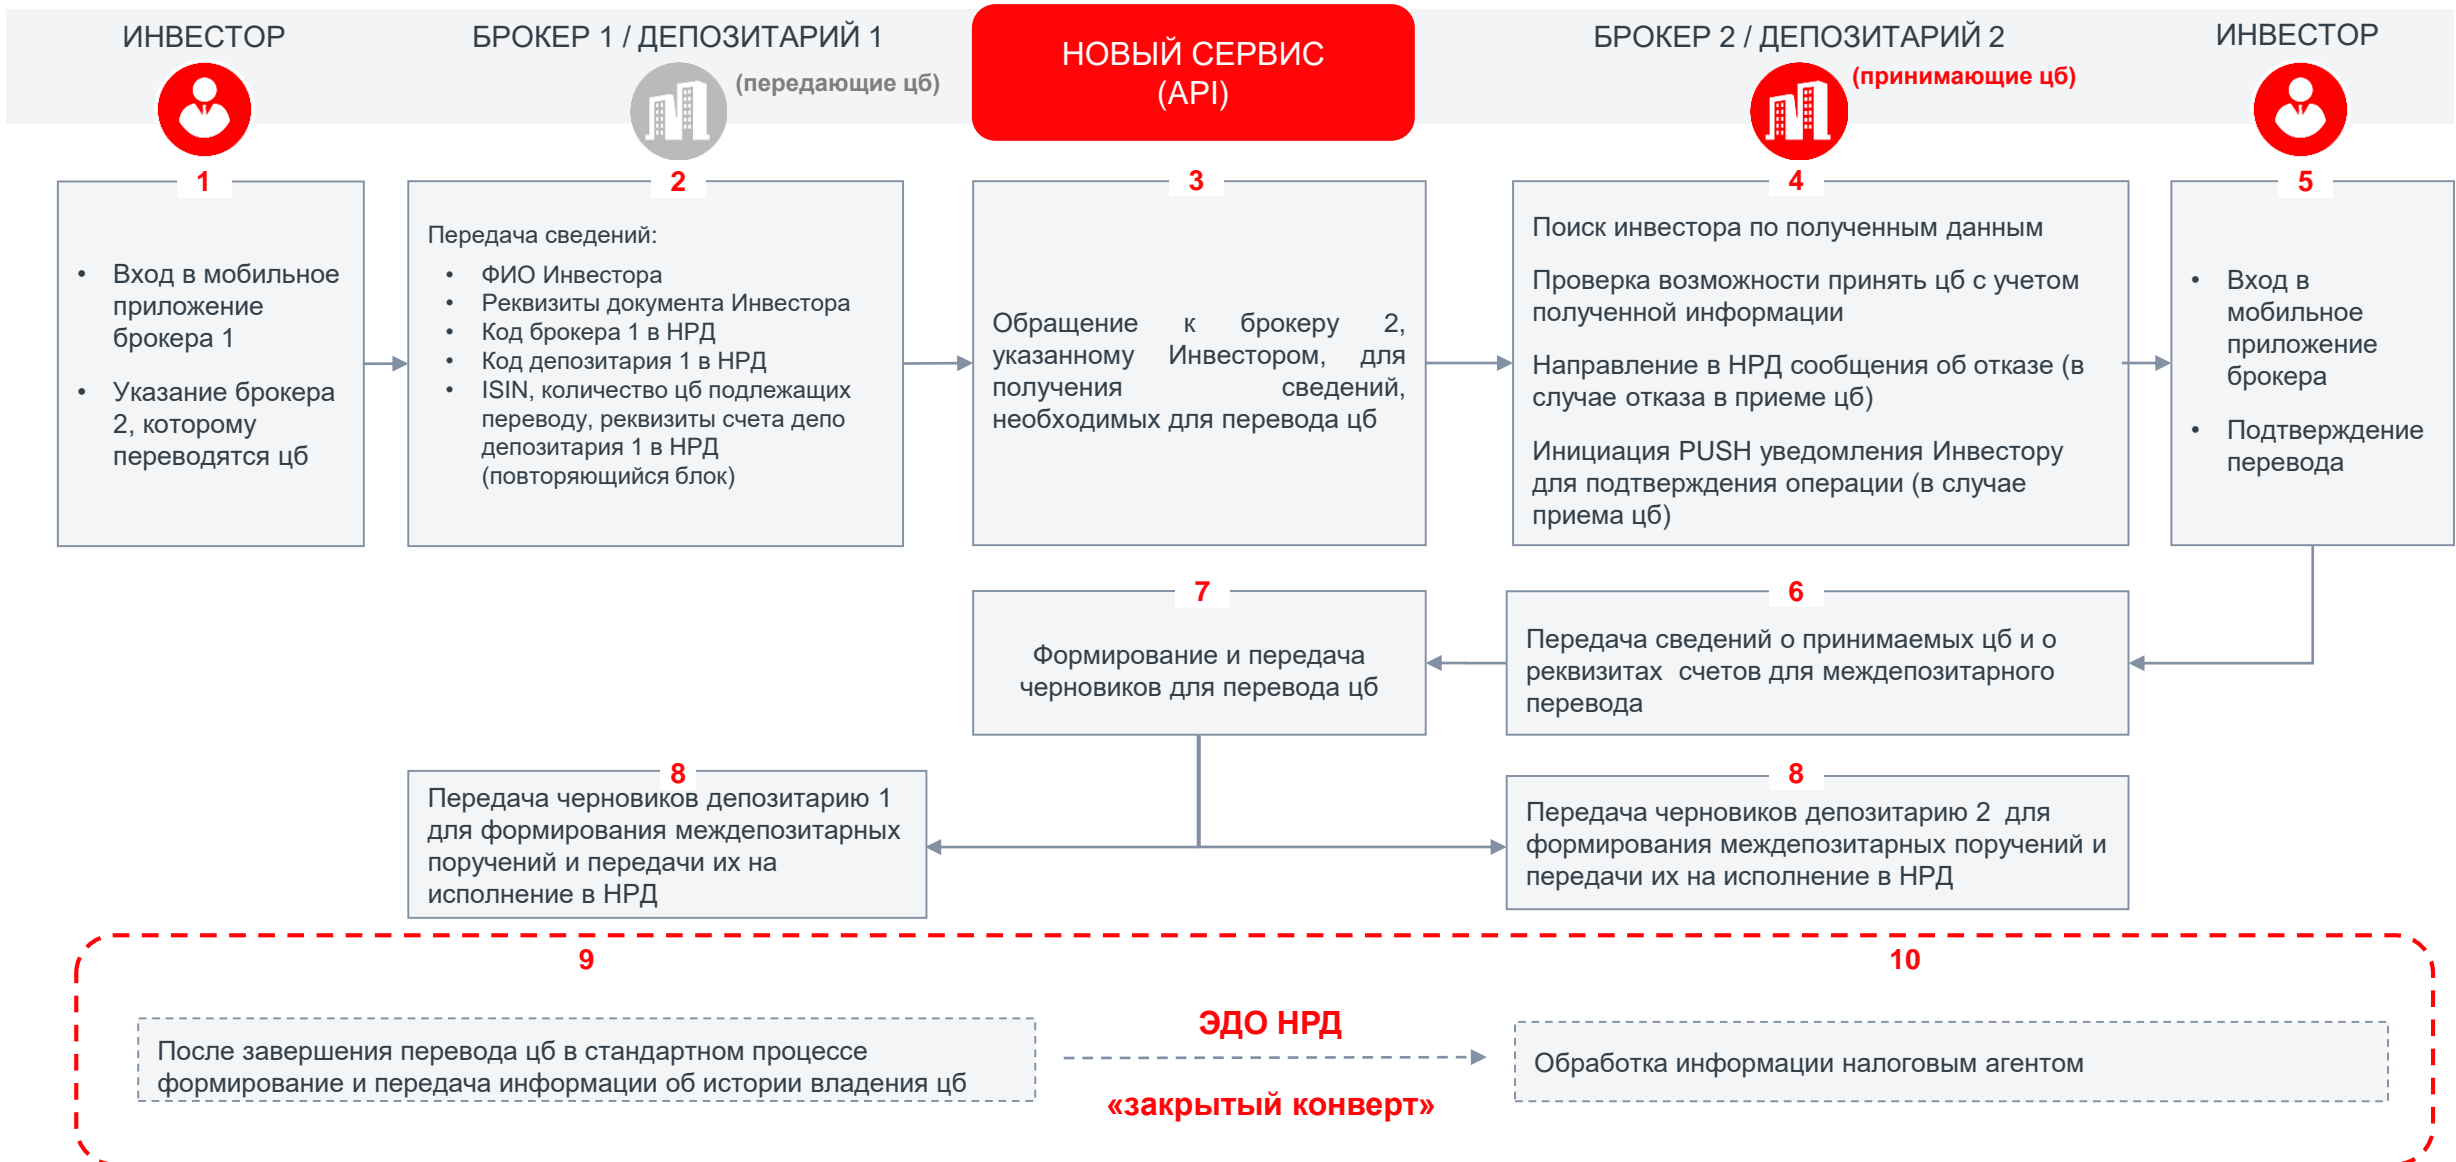 ИНВЕСТОР
БРОКЕР 1 / ДЕПОЗИТАРИЙ 1
(передающие цб)
НОВЫЙ СЕРВИС
(API)
БРОКЕР 2 / ДЕПОЗИТАРИЙ 2
(принимающие цб)
ИНВЕСТОР
1
• Вход в мобильное
приложение
брокера 1
• Указание брокера
2, которому
переводятся цб
2
Передача сведений:
• ФИО Инвестора
• Реквизиты документа Инвестора
• Код брокера 1 в НРД
• Код депозитария 1 в НРД
• ISIN, количество цб подлежащих
переводу, реквизиты счета депо
депозитария 1 в НРД
(повторяющийся блок)
3
Обращение к брокеру 2,
указанному Инвестором, для
получения сведений,
необходимых для перевода цб
4
Поиск инвестора по полученным данным
Проверка возможности принять цб с учетом
полученной информации
Направление в НРД сообщения об отказе (в
случае отказа в приеме цб)
Инициация PUSH уведомления Инвестору
для подтверждения операции (в случае
приема цб)
5
• Вход в
мобильное
приложение
брокера
• Подтверждение
перевода
7
Формирование и передача
черновиков для перевода цб
6
Передача сведений о принимаемых цб и о
реквизитах счетов для междепозитарного
перевода
8
Передача черновиков депозитарию 1
для формирования междепозитарных
поручений и передачи их на
исполнение в НРД
8
Передача черновиков депозитарию 2 для
формирования междепозитарных поручений и
передачи их на исполнение в НРД
9
После завершения перевода цб в стандартном процессе
формирование и передача информации об истории владения цб
ЭДО НРД
«закрытый конверт»
10
Обработка информации налоговым агентом